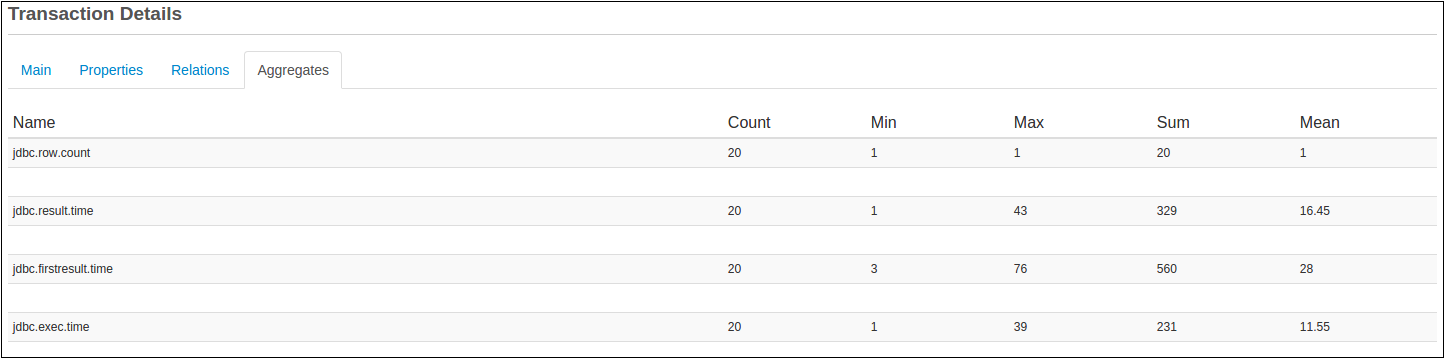 Transaction Details
Main Properties Relations Aggregates
Name Count Min Max Sum Mean
jdbc.row.count 20 1 1 20 1
jdbc.result.time 20 1 43 329 16.45
jdbc.firstresult.time 20 3 76 560 28
jdbc.exec.time 20 1 39 231 11.55